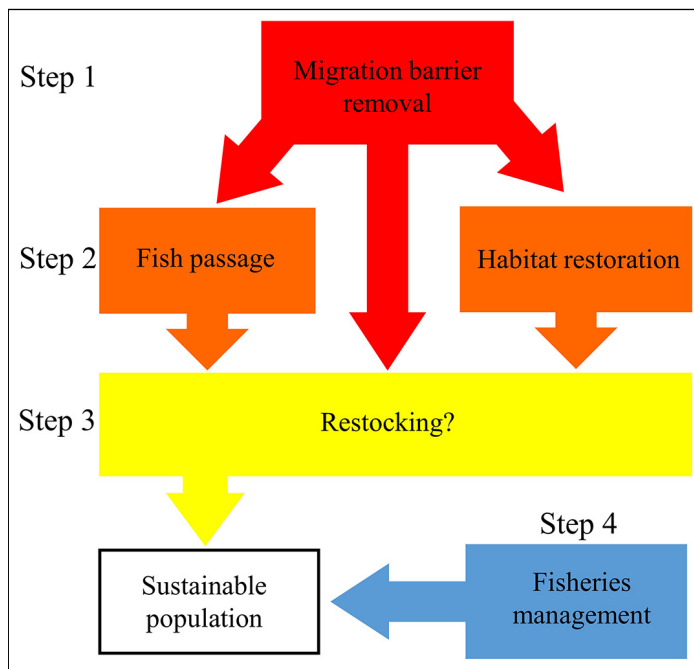 Step 1
Migration barrier
removal
Step 2
Fish passage
Habitat restoration
Step 3
Restocking?
Step 4
Sustainable
population
Fisheries
management